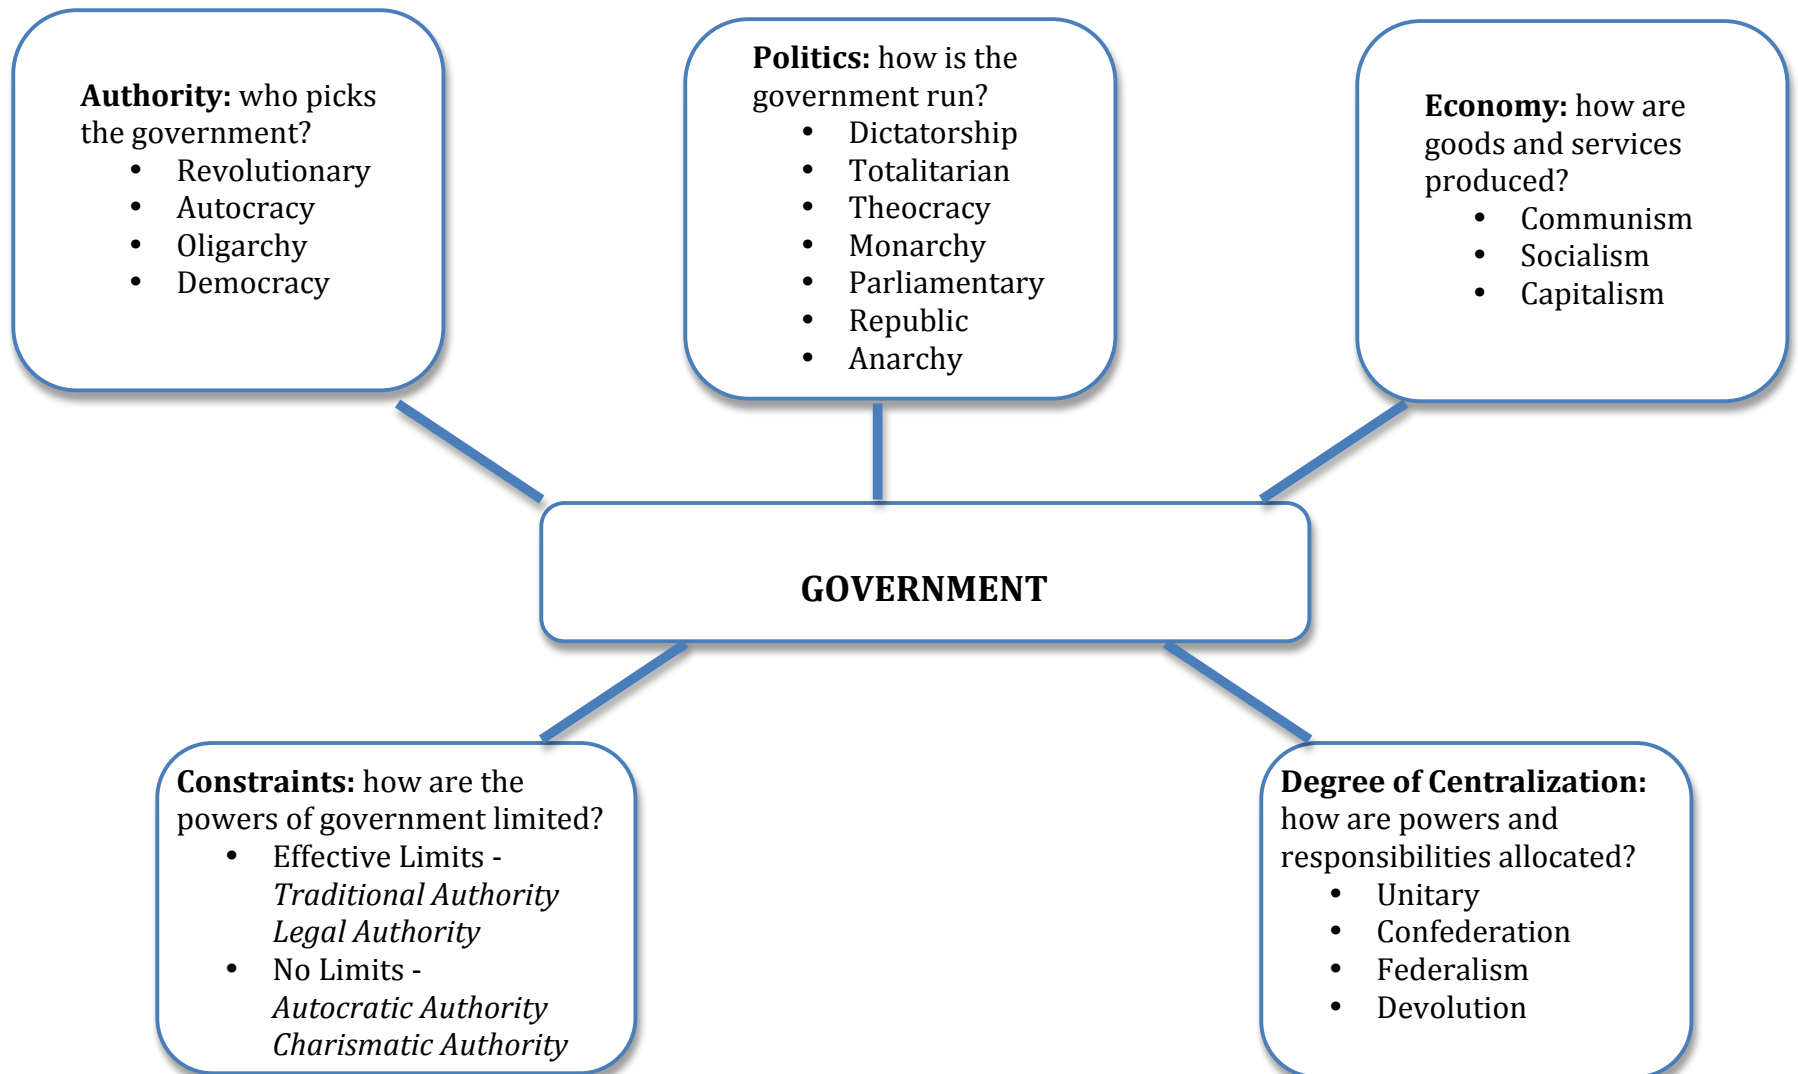 Authority: who picks
the government?
• Revolutionary
• Autocracy
• Oligarchy
• Democracy
Politics: how is the
government run?
• Dictatorship
• Totalitarian
• Theocracy
• Monarchy
• Parliamentary
• Republic
• Anarchy
Economy: how are
goods and services
produced?
• Communism
• Socialism
• Capitalism
GOVERNMENT
Constraints: how are the
powers of government limited?
• Effective Limits -
Traditional Authority
Legal Authority
• No Limits -
Autocratic Authority
Charismatic Authority
Degree of Centralization:
how are powers and
responsibilities allocated?
• Unitary
• Confederation
• Federalism
• Devolution